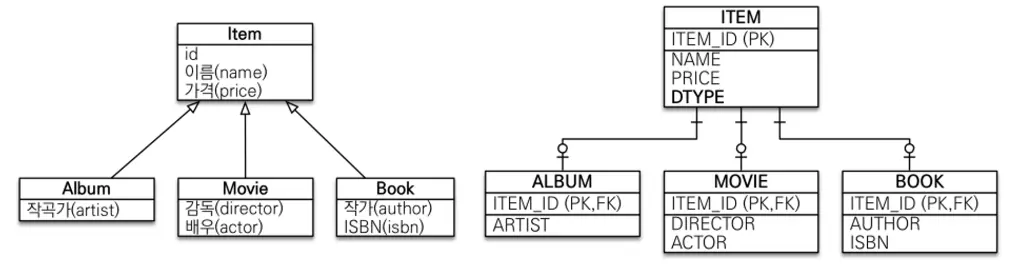 Item
id
이름(name)
가격(price)
Album
작곡가(artist)
Movie
감독(director)
배우(actor)
Book
작가(author)
ISBN(isbn)
ITEM
ITEM_ID (PK)
NAME
PRICE
DTYPE
ALBUM
ITEM_ID (PK,FK)
ARTIST
MOVIE
ITEM_ID (PK,FK)
DIRECTOR
ACTOR
BOOK
ITEM_ID (PK,FK)
AUTHOR
ISBN